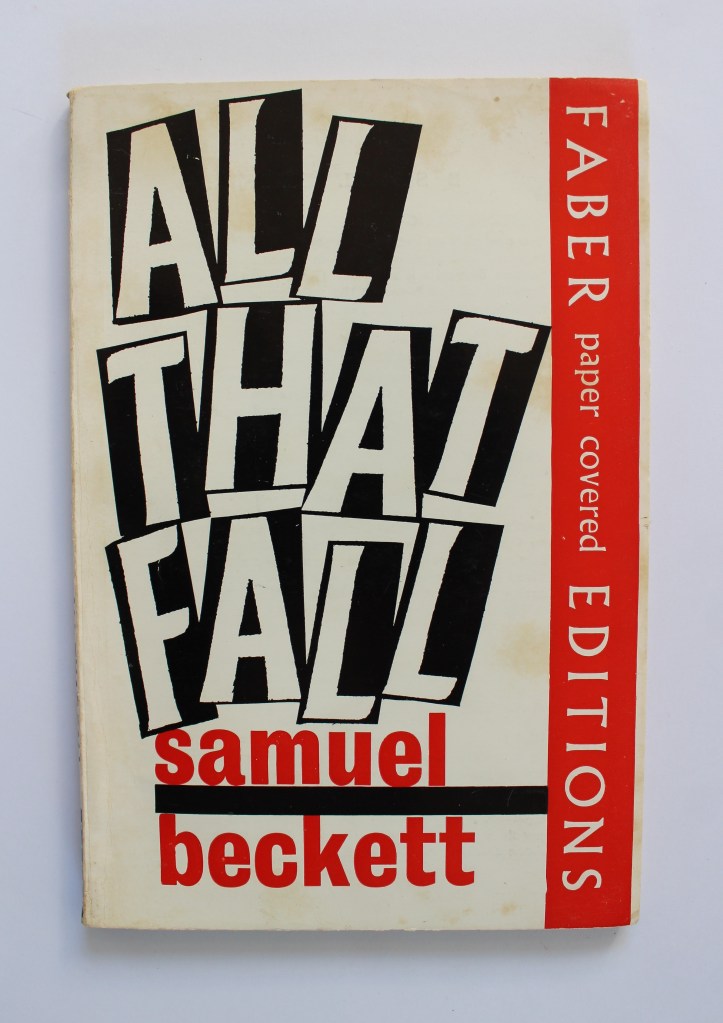 ALL
THAT
FALL
samuel
beckett
FABER paper covered EDITIONS